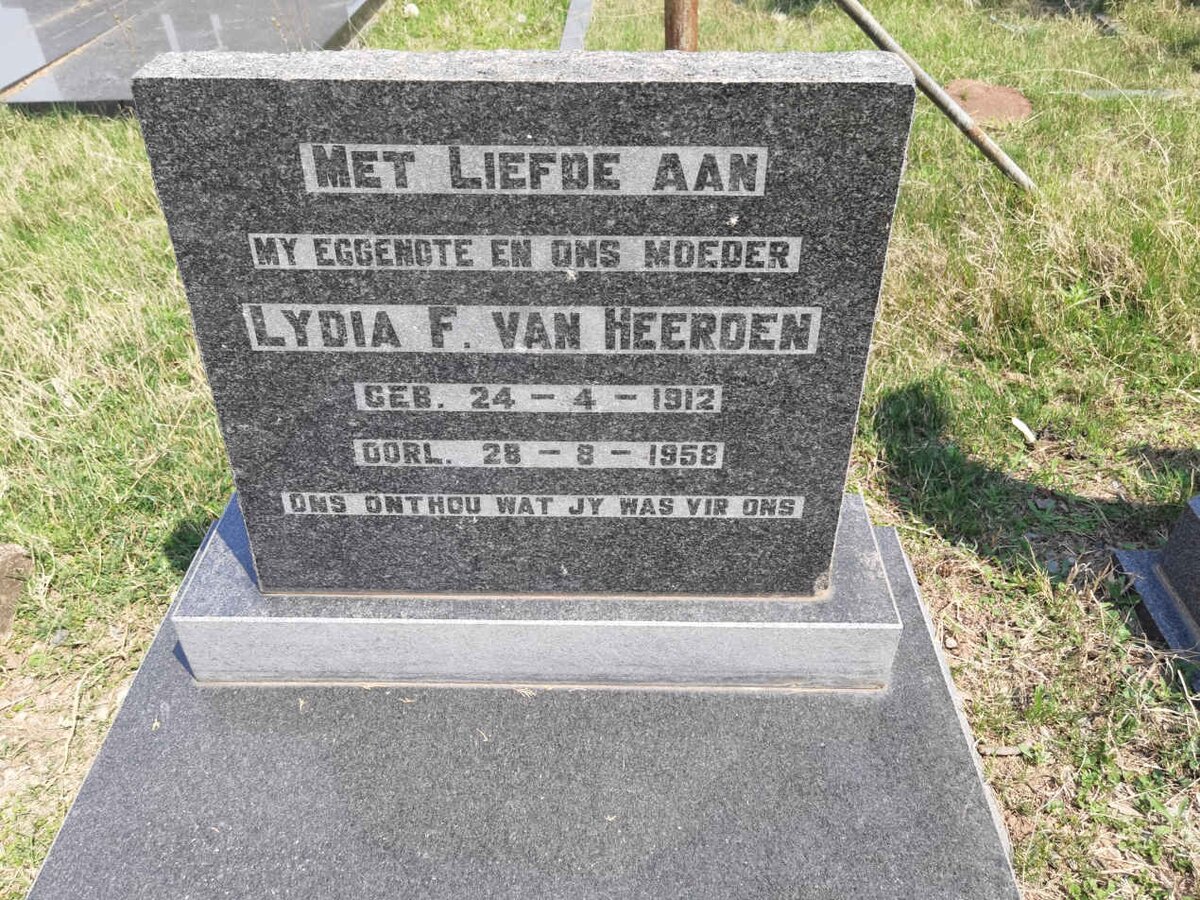 MET LIEFDE AAN
MY EGGENOTE EN ONS MOEDER
LYDIA F. VAN HEERDEN
GEB. 24 – 4 – 1912
OORL. 28 – 8 – 1958
ONS ONTHOU WAT JY WAS VIR ONS